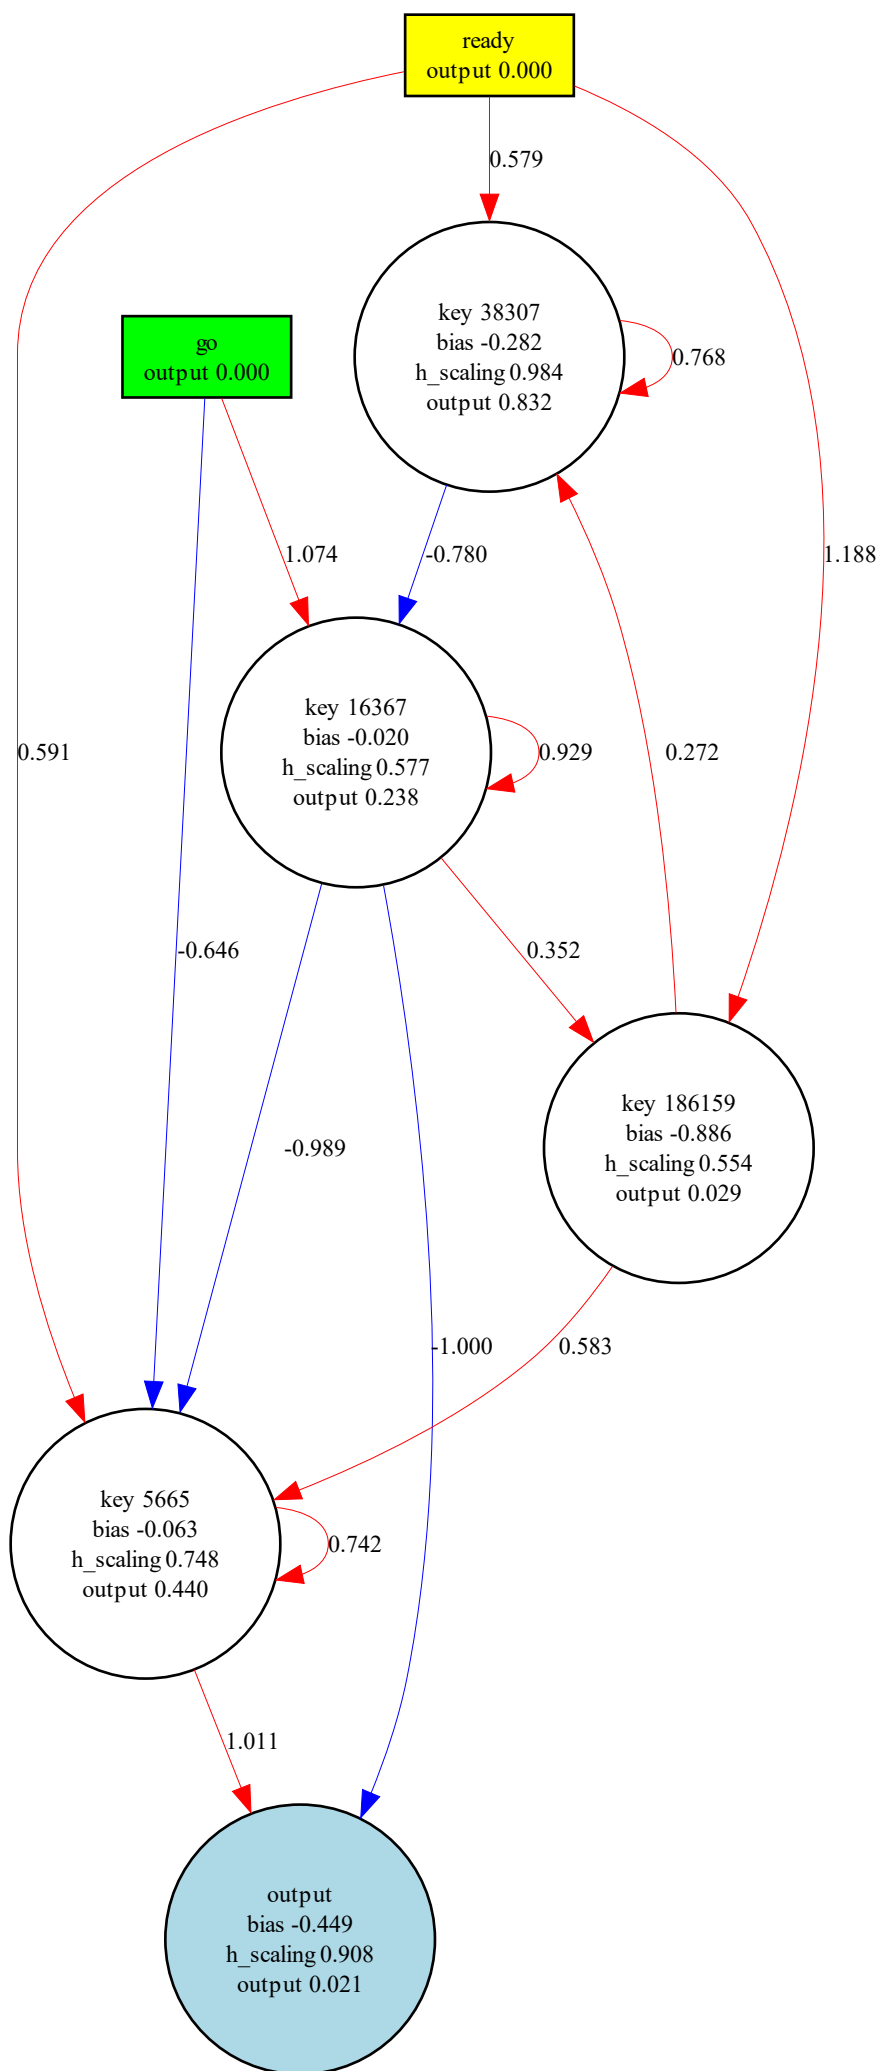 ready
output 0.000
0.579
key 38307
bias -0.282
h_scaling 0.984
output 0.832
0.768
go
output 0.000
1.074
-0.780
1.188
key 16367
bias -0.020
h_scaling 0.577
output 0.238
0.929
0.272
0.591
-0.646
0.352
key 186159
bias -0.886
h_scaling 0.554
output 0.029
-0.989
-1.000
0.583
key 5665
bias -0.063
h_scaling 0.748
output 0.440
0.742
1.011
output
bias -0.449
h_scaling 0.908
output 0.021